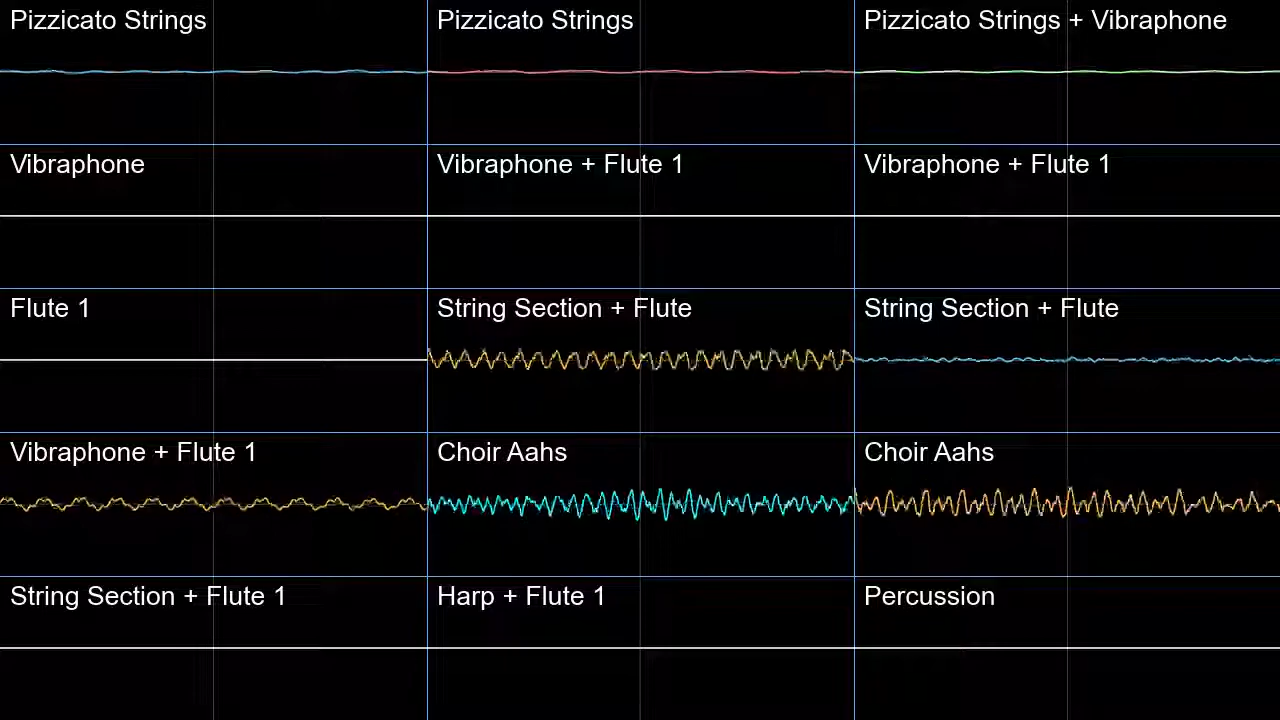 Pizzicato Strings
Pizzicato Strings
Pizzicato Strings + Vibraphone
Vibraphone
Vibraphone + Flute 1
Vibraphone + Flute 1
Flute 1
String Section + Flute
String Section + Flute
Vibraphone + Flute 1
Choir Aahs
Choir Aahs
String Section + Flute 1
Harp + Flute 1
Percussion